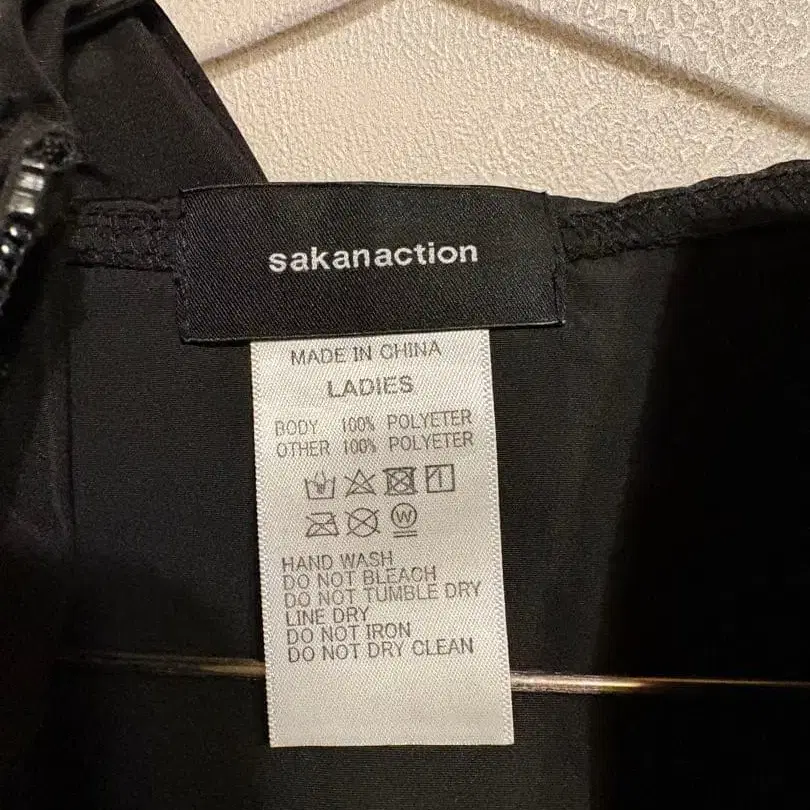 sakanaction
MADE IN CHINA
LADIES
BODY 100% POLYETER
OTHER 100% POLYETER
W
HAND WASH
DO NOT BLEACH
DO NOT TUMBLE DRY
LINE DRY
DO NOT IRON
DO NOT DRY CLEAN